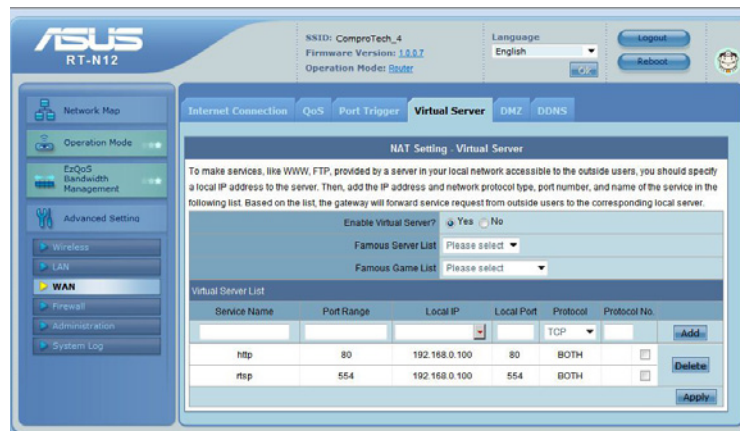 ASUS
RT-N12
SSID: ComproTech_4
Firmware Version: 1.0.0.7
Operation Mode: Router
Language
English
OK
Logout
Reboot
Network Map
Operation Mode
EzQoS
Bandwidth
Management
Advanced Setting
Wireless
LAN
WAN
Firewall
Administration
System Log
Internet Connection QoS Port Trigger Virtual Server DMZ DDNS
NAT Setting - Virtual Server
To make services, like WWW, FTP, provided by a server in your local network accessible to the outside users, you should specify
a local IP address to the server. Then, add the IP address and network protocol type, port number, and name of the service in the
following list. Based on the list, the gateway will forward service request from outside users to the corresponding local server.
Enable Virtual Server? Yes No
Famous Server List Please select
Famous Game List Please select
Virtual Server List
Service Name Port Range Local IP Local Port Protocol Protocol No.
TCP Add
http 80 192.168.0.100 80 BOTH
Delete
rtsp 554 192.168.0.100 554 BOTH
Apply